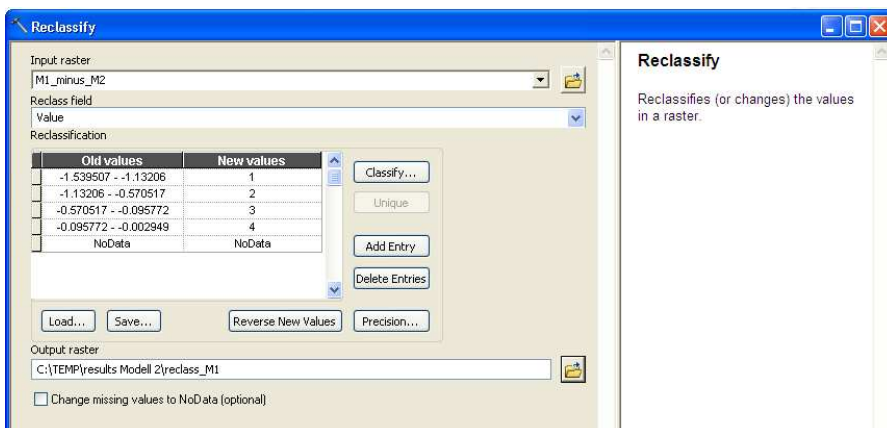 Reclassify
Input raster
M1_minus_M2
Reclass field
Value
Reclassification
Old values New values
-1.539507 - -1.13206 1
-1.13206 - -0.570517 2
-0.570517 - -0.095772 3
-0.095772 - -0.002949 4
NoData NoData
Classify...
Unique
Add Entry
Delete Entries
Load... Save... Reverse New Values Precision...
Output raster
C:\TEMP\results Modell 2\reclass_M1
Change missing values to NoData (optional)
Reclassify
Reclassifies (or changes) the values
in a raster.